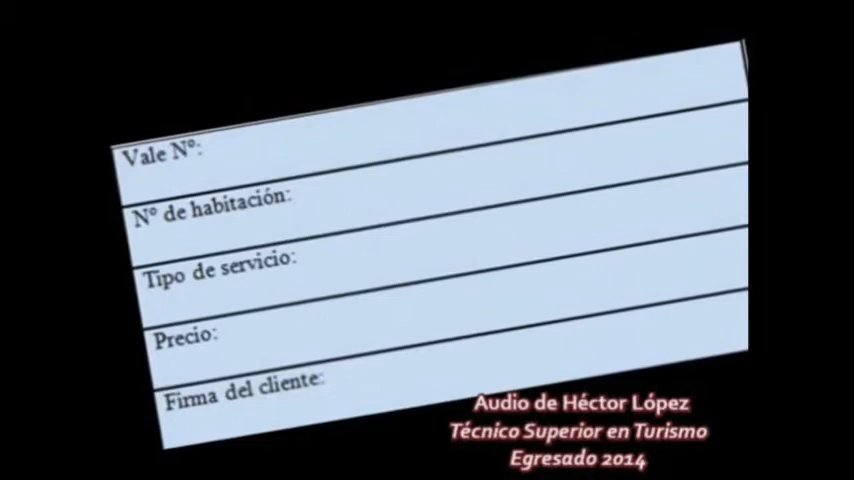 Vale Nº:
Nº de habitación:
Tipo de servicio:
Precio:
Firma del cliente:
Audio de Héctor López
Técnico Superior en Turismo
Egresado 2014